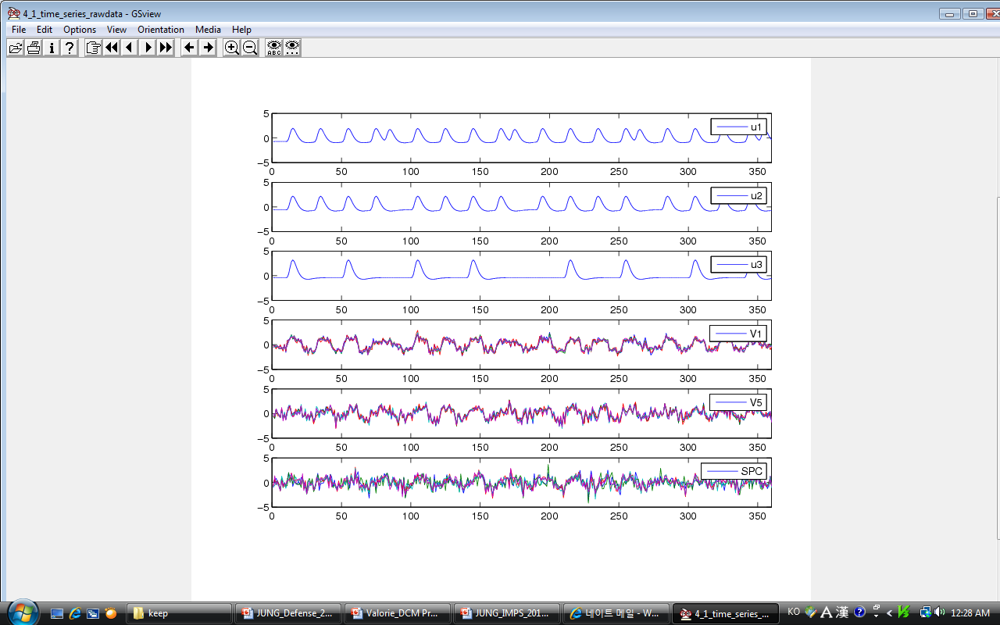 4_1_time_series_rawdata - GSview
File Edit Options View Orientation Media Help
ABC
5
0
−5
u1
0 50 100 150 200 250 300 350
5
0
−5
u2
0 50 100 150 200 250 300 350
5
0
−5
u3
0 50 100 150 200 250 300 350
5
0
−5
V1
0 50 100 150 200 250 300 350
5
0
−5
V5
0 50 100 150 200 250 300 350
5
0
−5
SPC
0 50 100 150 200 250 300 350
keep JUNG_Defense_2... Valorie_DCM Pr... JUNG_IMPS_201... 네이트 메일 - W... 4_1_time_series_... KO A 漢 12:28 AM